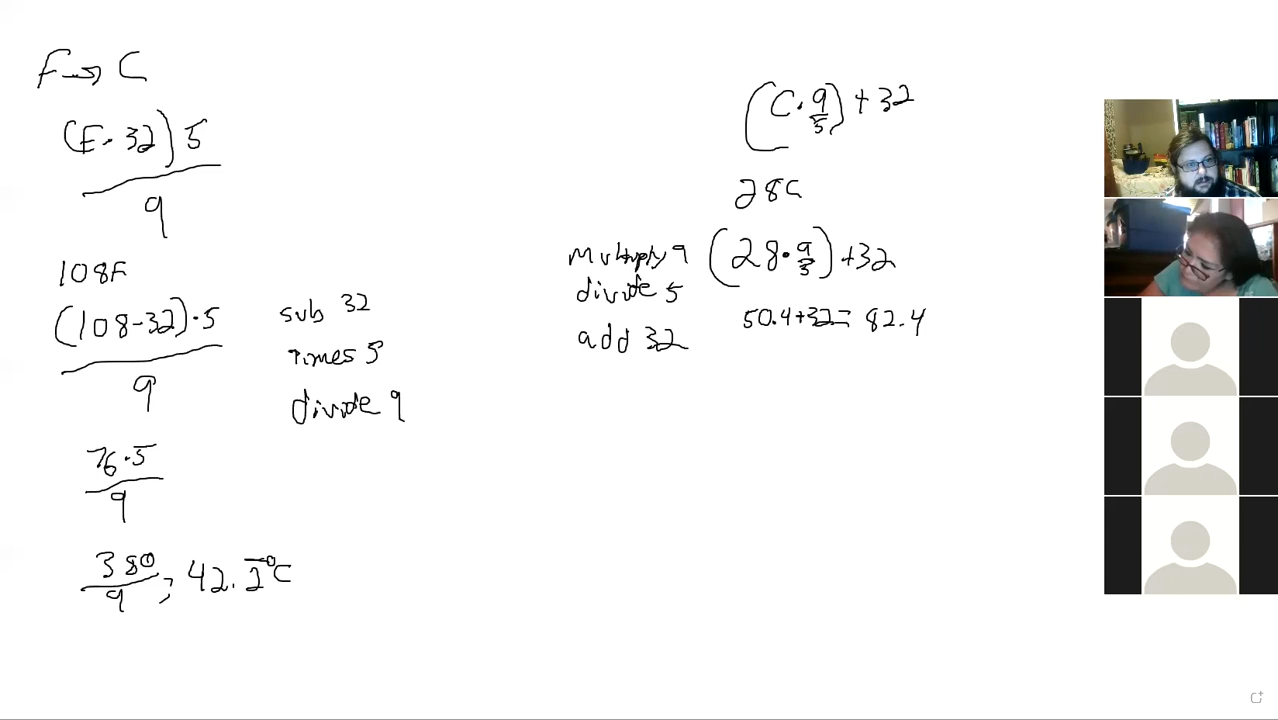 F → C
(F - 32) 5
9
108F
(108-32)·5
9
sub 32
times 5
divide 9
76·5
9
380
9
= 42.2̅°C
(C · 9/5) + 32
28C
multiply 9
divide 5
add 32
(28 · 9/5) + 32
50.4+32= 82.4